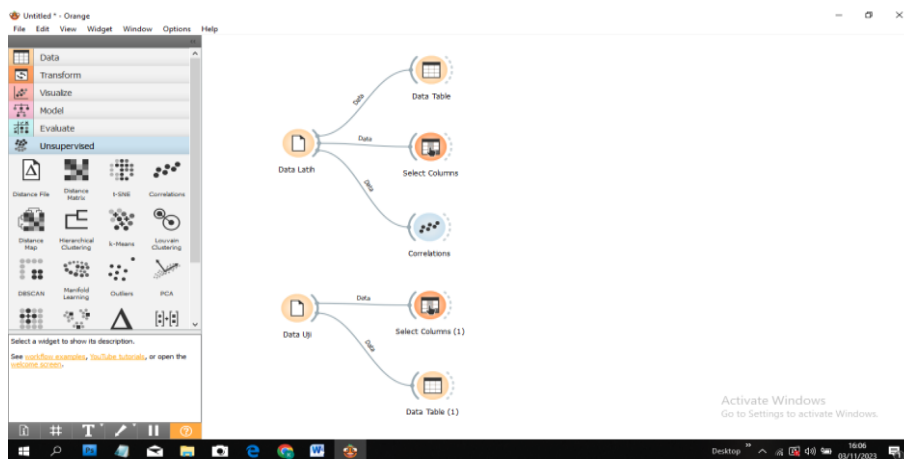 Untitled * - Orange
File Edit View Widget Window Options Help
Data
Transform
Visualize
Model
Evaluate
Unsupervised
Distance File
Distance Matrix
t-SNE
Correlations
Distance Map
Hierarchical Clustering
k-Means
Louvain Clustering
DBSCAN
Manifold Learning
Outliers
PCA
Select a widget to show its description.
See workflow examples, YouTube tutorials, or open the
welcome screen.
Data Latih
Data
Data Table
Data
Select Columns
Data
Correlations
Data Uji
Data
Select Columns (1)
Data
Data Table (1)
Activate Windows
Go to Settings to activate Windows.
Desktop
16:06
03/11/2023